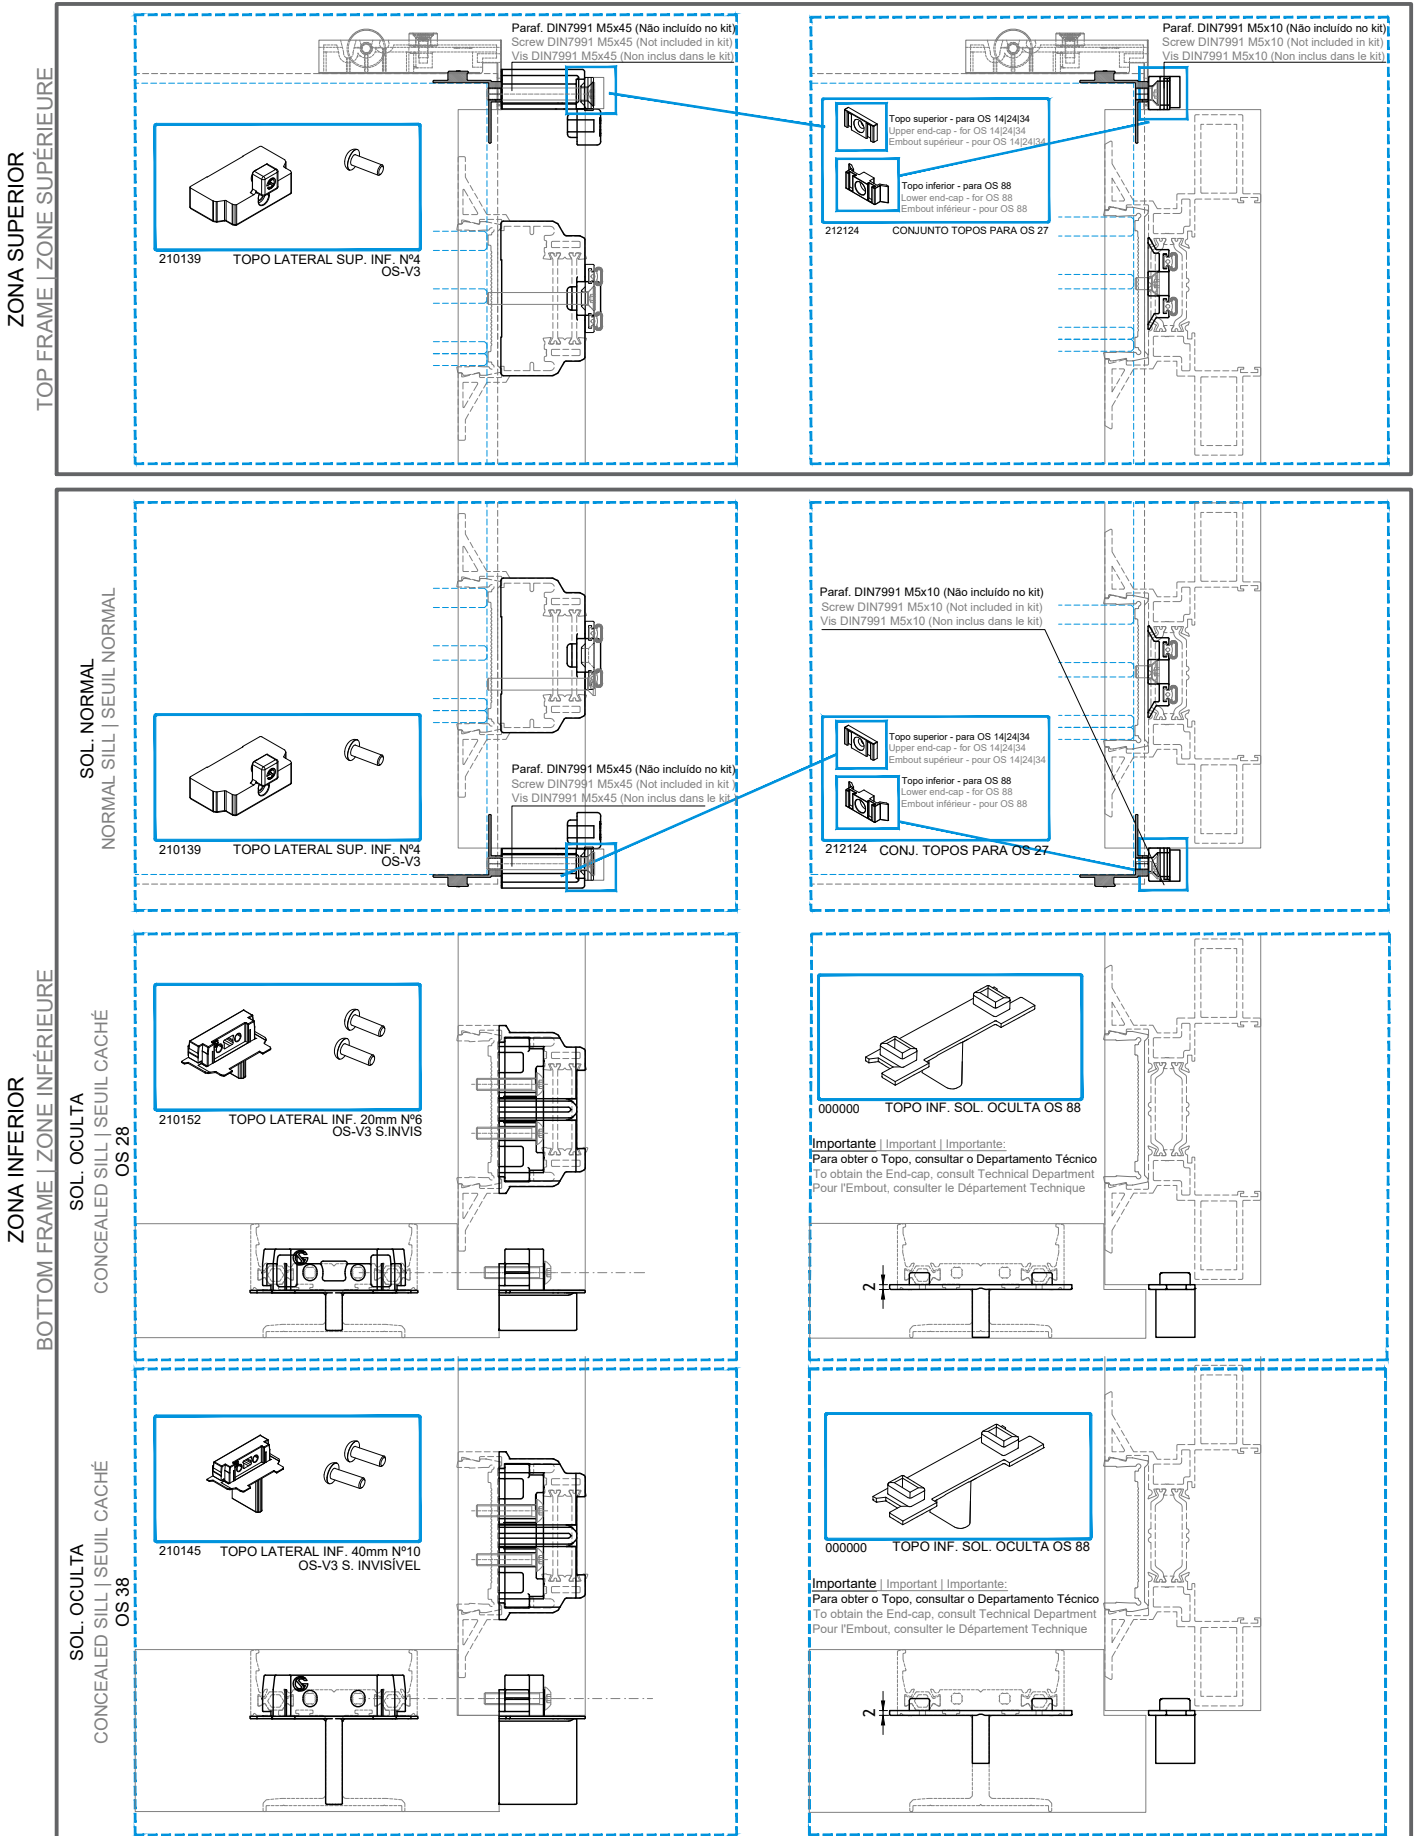 ZONA SUPERIOR
TOP FRAME | ZONE SUPÉRIEURE
Paraf. DIN7991 M5x45 (Não incluído no kit)
Screw DIN7991 M5x45 (Not included in kit)
Vis DIN7991 M5x45 (Non inclus dans le kit)
210139 TOPO LATERAL SUP. INF. Nº4
OS-V3
Paraf. DIN7991 M5x10 (Não incluído no kit)
Screw DIN7991 M5x10 (Not included in kit)
Vis DIN7991 M5x10 (Non inclus dans le kit)
Topo superior - para OS 14|24|34
Upper end-cap - for OS 14|24|34
Embout supérieur - pour OS 14|24|34
Topo inferior - para OS 88
Lower end-cap - for OS 88
Embout inférieur - pour OS 88
212124 CONJUNTO TOPOS PARA OS 27
ZONA INFERIOR
BOTTOM FRAME | ZONE INFÉRIEURE
SOL. NORMAL
NORMAL SILL | SEUIL NORMAL
210139 TOPO LATERAL SUP. INF. Nº4
OS-V3
Paraf. DIN7991 M5x45 (Não incluído no kit)
Screw DIN7991 M5x45 (Not included in kit)
Vis DIN7991 M5x45 (Non inclus dans le kit)
Paraf. DIN7991 M5x10 (Não incluído no kit)
Screw DIN7991 M5x10 (Not included in kit)
Vis DIN7991 M5x10 (Non inclus dans le kit)
Topo superior - para OS 14|24|34
Upper end-cap - for OS 14|24|34
Embout supérieur - pour OS 14|24|34
Topo inferior - para OS 88
Lower end-cap - for OS 88
Embout inférieur - pour OS 88
212124 CONJ. TOPOS PARA OS 27
SOL. OCULTA
CONCEALED SILL | SEUIL CACHÉ
OS 28
210152 TOPO LATERAL INF. 20mm Nº6
OS-V3 S.INVIS
000000 TOPO INF. SOL. OCULTA OS 88
Importante | Important | Importante:
Para obter o Topo, consultar o Departamento Técnico
To obtain the End-cap, consult Technical Department
Pour l'Embout, consulter le Département Technique
2
SOL. OCULTA
CONCEALED SILL | SEUIL CACHÉ
OS 38
210145 TOPO LATERAL INF. 40mm Nº10
OS-V3 S. INVISÍVEL
000000 TOPO INF. SOL. OCULTA OS 88
Importante | Important | Importante:
Para obter o Topo, consultar o Departamento Técnico
To obtain the End-cap, consult Technical Department
Pour l'Embout, consulter le Département Technique
2